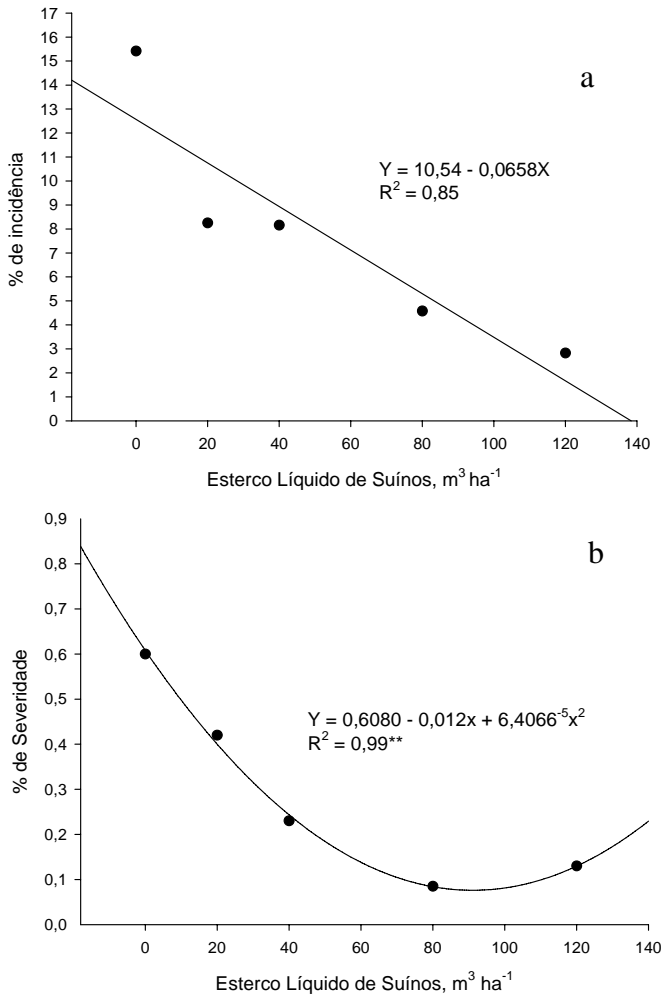 17
16
15
14
13
12
11
10
9
8
7
6
5
4
3
2
1
0
% de incidência
a
Y = 10,54 - 0,0658X
R² = 0,85
0 20 40 60 80 100 120 140
Esterco Líquido de Suínos, m³ ha⁻¹
0,9
0,8
0,7
0,6
0,5
0,4
0,3
0,2
0,1
0,0
% de Severidade
b
Y = 0,6080 - 0,012x + 6,4066⁻⁵x²
R² = 0,99**
0 20 40 60 80 100 120 140
Esterco Líquido de Suínos, m³ ha⁻¹